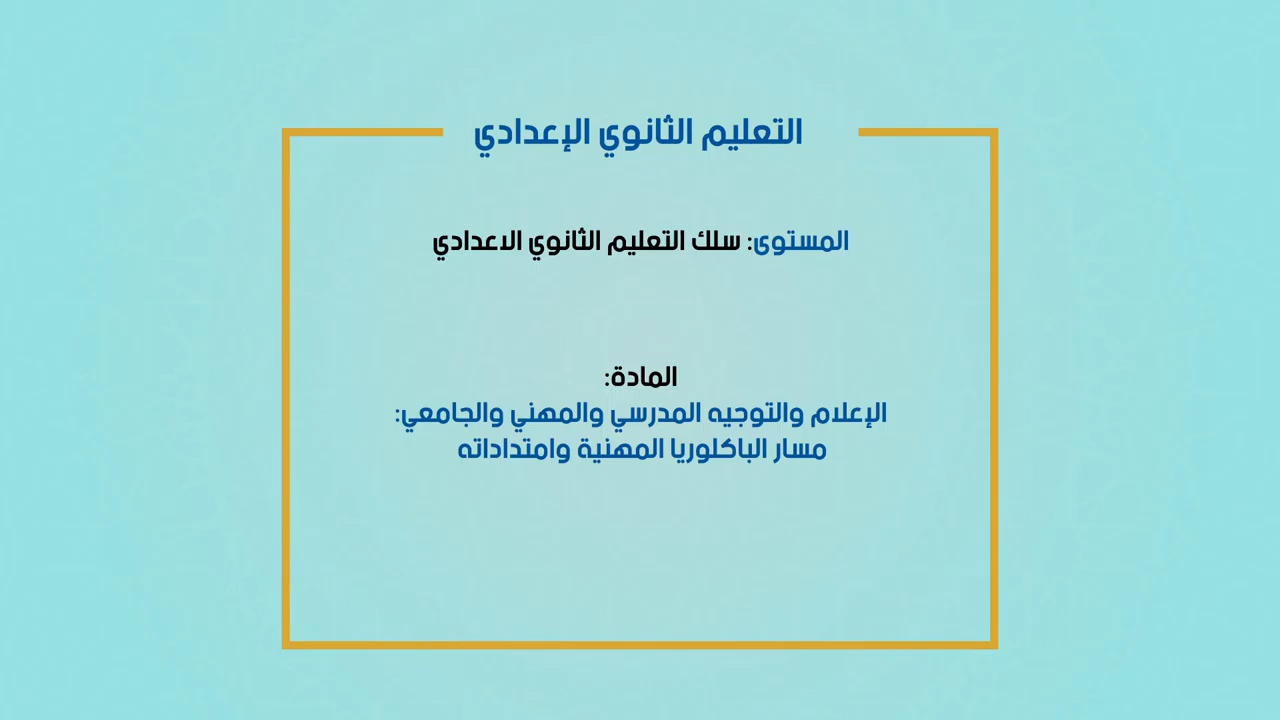 التعليم الثانوي الإعدادي
المستوى: سلك التعليم الثانوي الاعدادي
المادة:
الإعلام والتوجيه المدرسي والمهني والجامعي:
مسار الباكلوريا المهنية وامتداداته